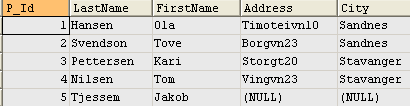 P_Id LastName FirstName Address City
1 Hansen Ola Timoteivn10 Sandnes
2 Svendson Tove Borgvn23 Sandnes
3 Pettersen Kari Storgt20 Stavanger
4 Nilsen Tom Vingvn23 Stavanger
5 Tjessem Jakob (NULL) (NULL)